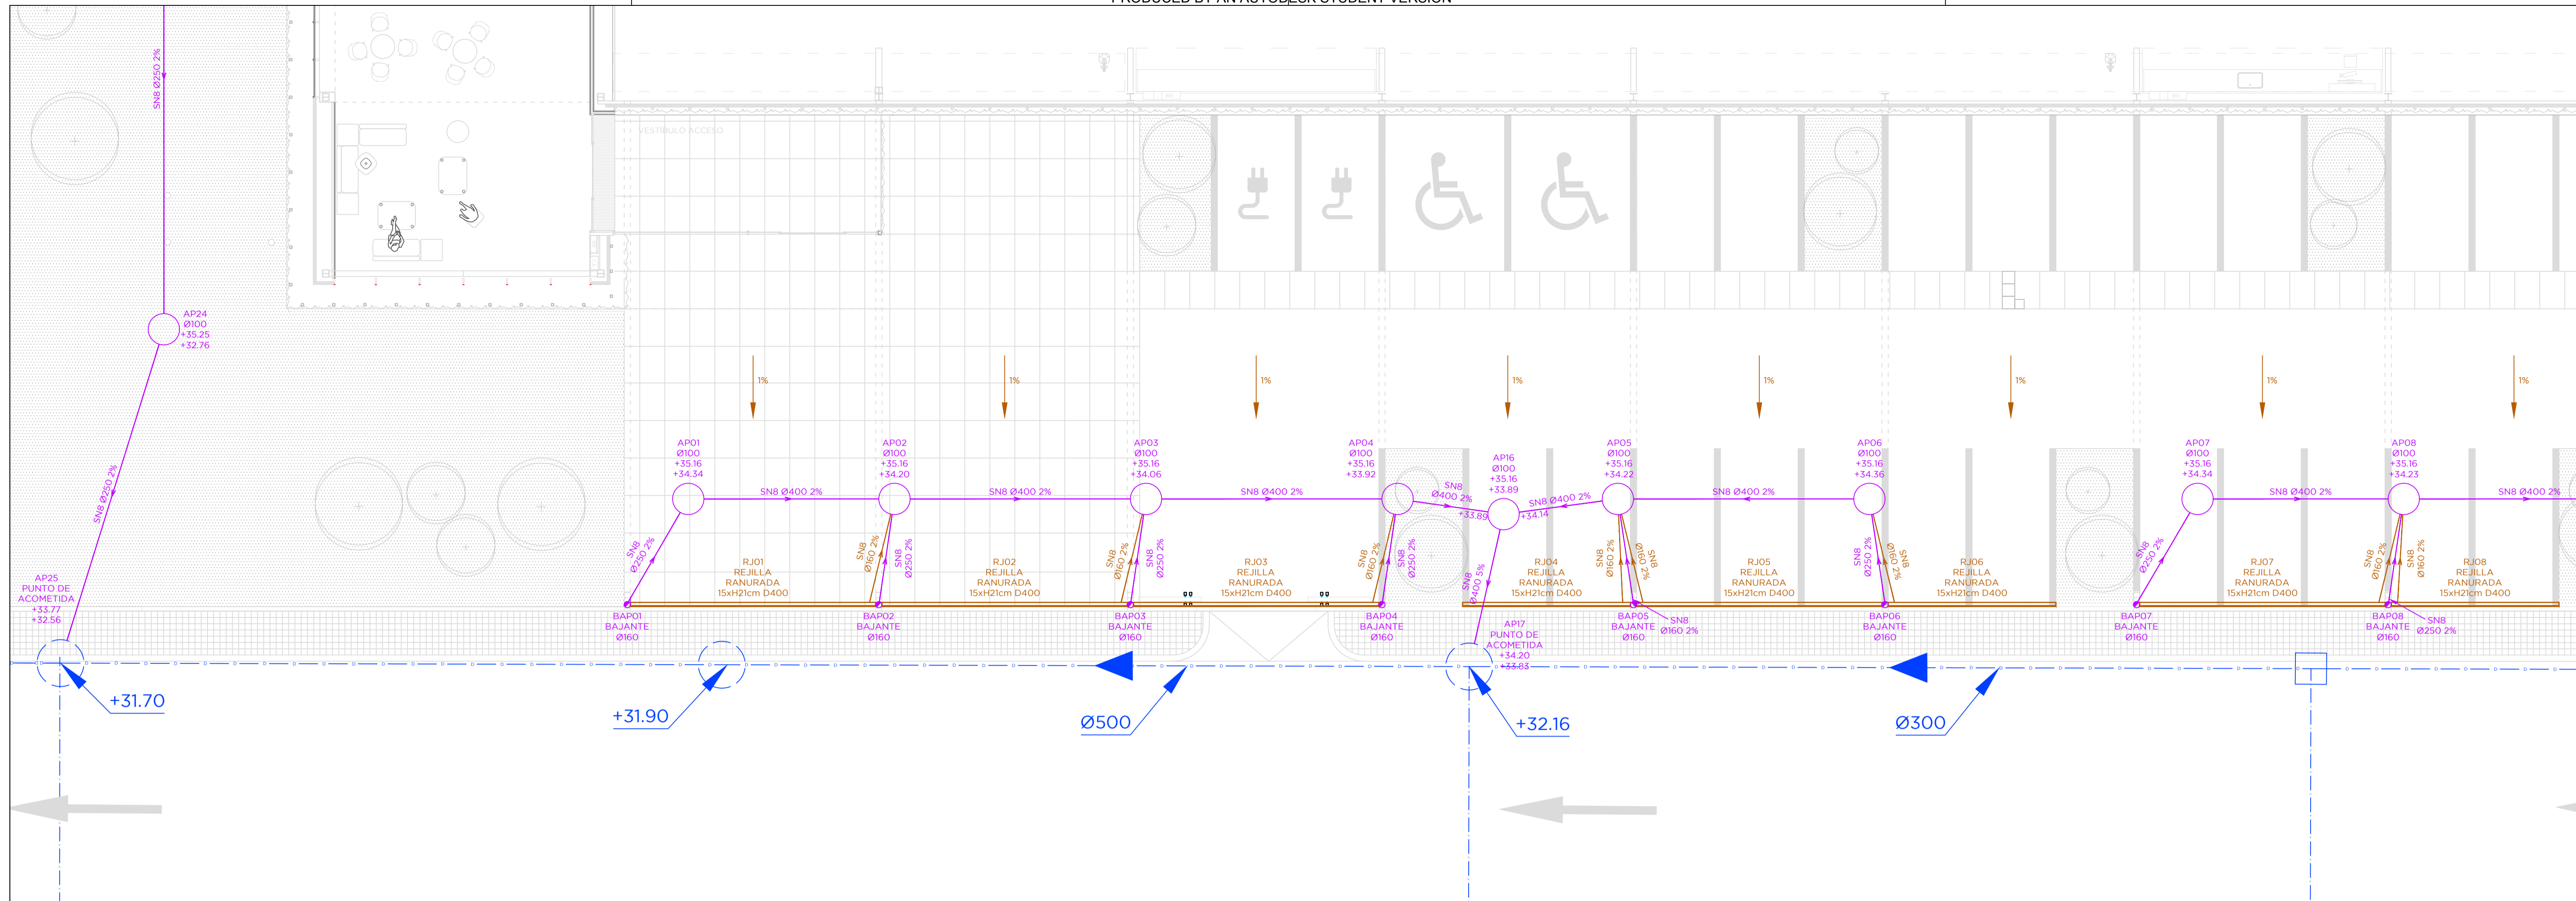 PRODUCED BY AN AUTODESK STUDENT VERSION
SN8 Ø250 2%
VESTÍBULO ACCESO
AP24
Ø100
+35.25
+32.76
SN8 Ø250 2%
1%
1%
1%
1%
1%
1%
1%
1%
AP01
Ø100
+35.16
+34.34
AP02
Ø100
+35.16
+34.20
AP03
Ø100
+35.16
+34.06
AP04
Ø100
+35.16
+33.92
AP16
Ø100
+35.16
+33.89
AP05
Ø100
+35.16
+34.22
AP06
Ø100
+35.16
+34.36
AP07
Ø100
+35.16
+34.34
AP08
Ø100
+35.16
+34.23
SN8 Ø400 2%
SN8 Ø400 2%
SN8 Ø400 2%
SN8
Ø400 2%
+33.89
SN8 Ø400 2%
+34.14
SN8 Ø400 2%
SN8 Ø400 2%
SN8 Ø400 2%
SN8
Ø250 2%
SN8
Ø160 2%
SN8
Ø250 2%
SN8
Ø160 2%
SN8
Ø250 2%
SN8
Ø160 2%
SN8
Ø250 2%
SN8
Ø400 5%
SN8
Ø160 2%
SN8
Ø160 2%
SN8
Ø250 2%
SN8
Ø160 2%
SN8
Ø250 2%
SN8
Ø160 2%
SN8
Ø160 2%
RJ01
REJILLA
RANURADA
15xH21cm D400
RJ02
REJILLA
RANURADA
15xH21cm D400
RJ03
REJILLA
RANURADA
15xH21cm D400
RJ04
REJILLA
RANURADA
15xH21cm D400
RJ05
REJILLA
RANURADA
15xH21cm D400
RJ06
REJILLA
RANURADA
15xH21cm D400
RJ07
REJILLA
RANURADA
15xH21cm D400
RJ08
REJILLA
RANURADA
15xH21cm D400
AP25
PUNTO DE
ACOMETIDA
+33.77
+32.56
BAP01
BAJANTE
Ø160
BAP02
BAJANTE
Ø160
BAP03
BAJANTE
Ø160
BAP04
BAJANTE
Ø160
AP17
PUNTO DE
ACOMETIDA
+34.20
+33.83
BAP05
BAJANTE
Ø160
SN8
Ø160 2%
BAP06
BAJANTE
Ø160
BAP07
BAJANTE
Ø160
BAP08
BAJANTE
Ø160
SN8
Ø250 2%
+31.70
+31.90
Ø500
+32.16
Ø300